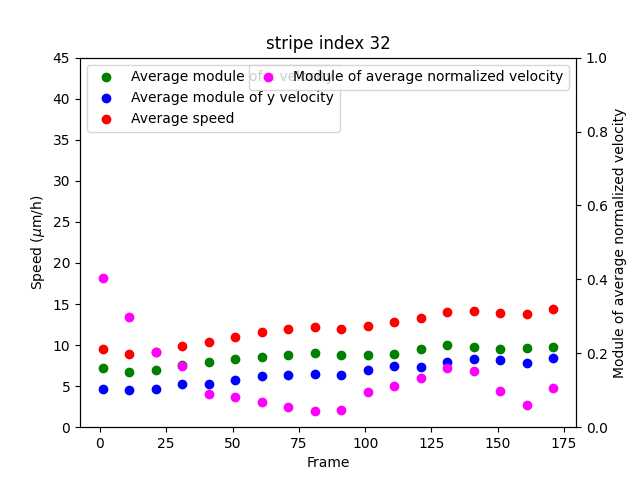 stripe index 32
Average module of
Average module of y velocity
Average speed
Module of average normalized velocity
45
40
35
30
25
20
15
10
5
0
Speed (μm/h)
1.0
0.8
0.6
0.4
0.2
0.0
Module of average normalized velocity
0 25 50 75 100 125 150 175
Frame